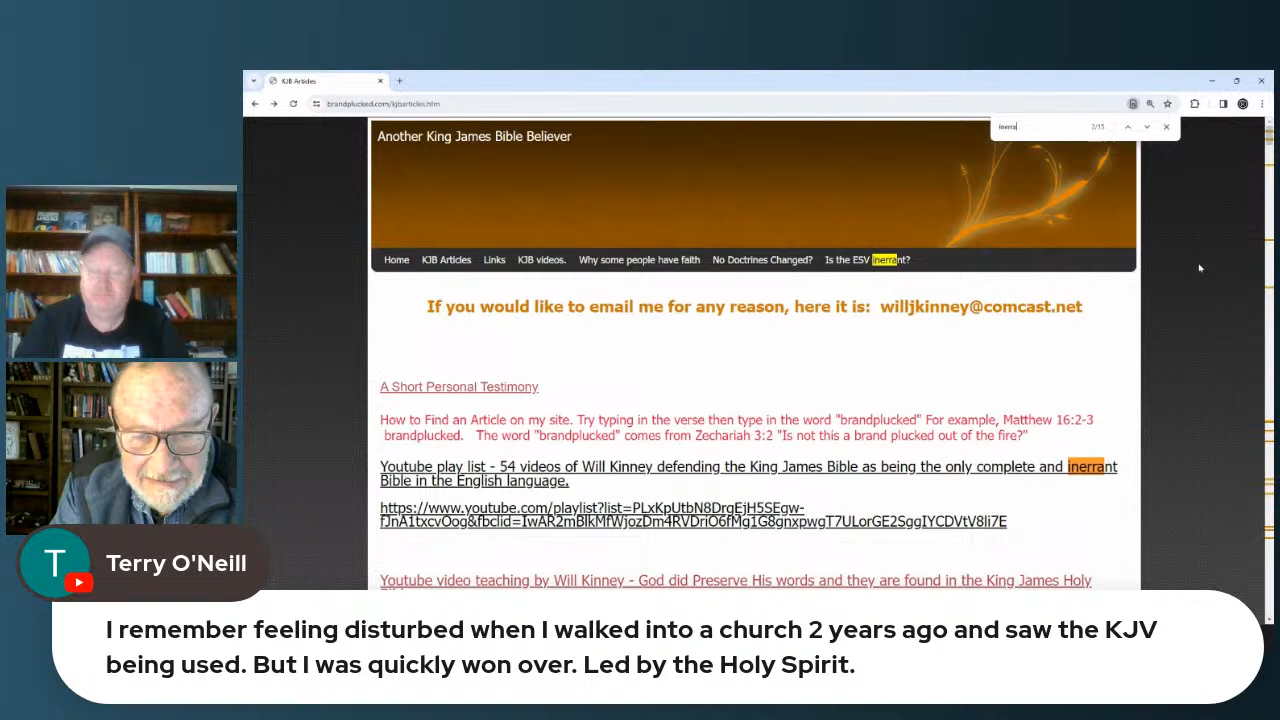 KJB Articles
brandplucked.com/kjbarticles.htm
inerra
2/15
Another King James Bible Believer
Home KJB Articles Links KJB videos. Why some people have faith No Doctrines Changed? Is the ESV inerrant?
If you would like to email me for any reason, here it is: willjkinney@comcast.net
A Short Personal Testimony
How to Find an Article on my site. Try typing in the verse then type in the word "brandplucked" For example, Matthew 16:2-3
brandplucked. The word "brandplucked" comes from Zechariah 3:2 "Is not this a brand plucked out of the fire?"
Youtube play list - 54 videos of Will Kinney defending the King James Bible as being the only complete and inerrant
Bible in the English language.
https://www.youtube.com/playlist?list=PLxKpUtbN8DrgEjH5SEgw-
fJnA1txcvOog&fbclid=IwAR2mBlkMfWjozDm4RVDriO6fMg1G8gnxpwgT7ULorGE2SggIYCDVtV8li7E
Youtube video teaching by Will Kinney - God did Preserve His words and they are found in the King James Holy
T
Terry O'Neill
I remember feeling disturbed when I walked into a church 2 years ago and saw the KJV
being used. But I was quickly won over. Led by the Holy Spirit.